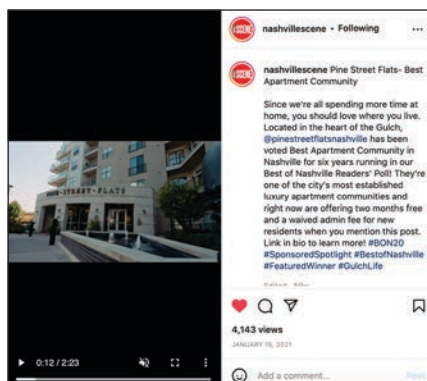 nashvillescene • Following
SCENE
nashvillescene Pine Street Flats- Best
Apartment Community
Since we're all spending more time at
home, you should love where you live.
Located in the heart of the Gulch,
@pinestreetflatsnashville has been
voted Best Apartment Community in
Nashville for six years running in our
Best of Nashville Readers' Poll! They're
one of the city's most established
luxury apartment communities and
right now are offering two months free
and a waived admin fee for new
residents when you mention this post.
Link in bio to learn more! #BON20
#SponsoredSpotlight #BestofNashville
#FeaturedWinner #GulchLife
STREET FLATS
4,143 views
JANUARY 15, 2021
0:12 / 2:23
Add a comment...
Post